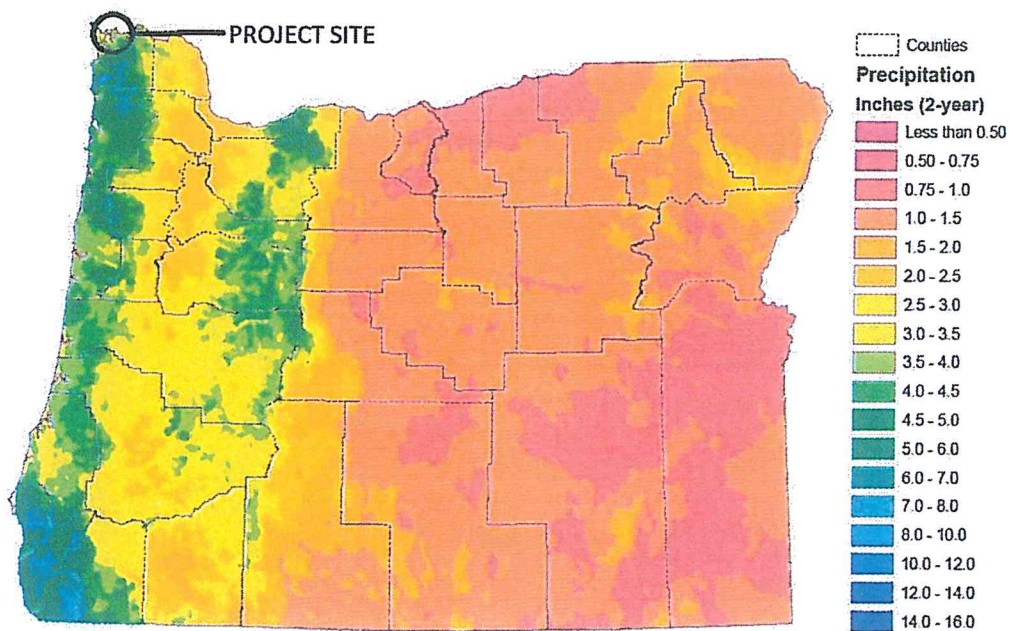 PROJECT SITE
Counties
Precipitation
Inches (2-year)
Less than 0.50
0.50 - 0.75
0.75 - 1.0
1.0 - 1.5
1.5 - 2.0
2.0 - 2.5
2.5 - 3.0
3.0 - 3.5
3.5 - 4.0
4.0 - 4.5
4.5 - 5.0
5.0 - 6.0
6.0 - 7.0
7.0 - 8.0
8.0 - 10.0
10.0 - 12.0
12.0 - 14.0
14.0 - 16.0